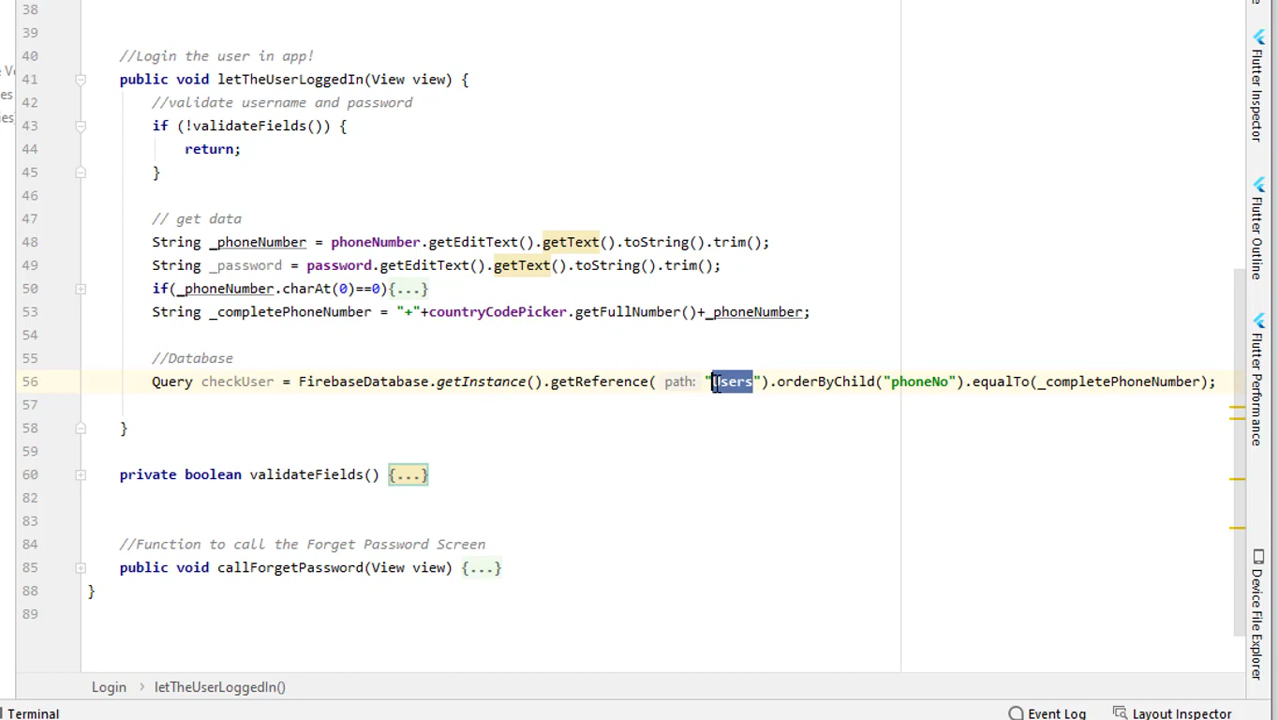 38
39
40 //Login the user in app!
41 public void letTheUserLoggedIn(View view) {
42 //validate username and password
43 if (!validateFields()) {
44 return;
45 }
46
47 // get data
48 String _phoneNumber = phoneNumber.getEditText().getText().toString().trim();
49 String _password = password.getEditText().getText().toString().trim();
50 if(_phoneNumber.charAt(0)==0){...}
53 String _completePhoneNumber = "+"+countryCodePicker.getFullNumber()+_phoneNumber;
54
55 //Database
56 Query checkUser = FirebaseDatabase.getInstance().getReference( path: "Users").orderByChild("phoneNo").equalTo(_completePhoneNumber);
57
58 }
59
60 private boolean validateFields() {...}
82
83
84 //Function to call the Forget Password Screen
85 public void callForgetPassword(View view) {...}
88 }
89
Login > letTheUserLoggedIn()
Terminal
Event Log
Layout Inspector
Flutter Inspector
Flutter Outline
Flutter Performance
Device File Explorer